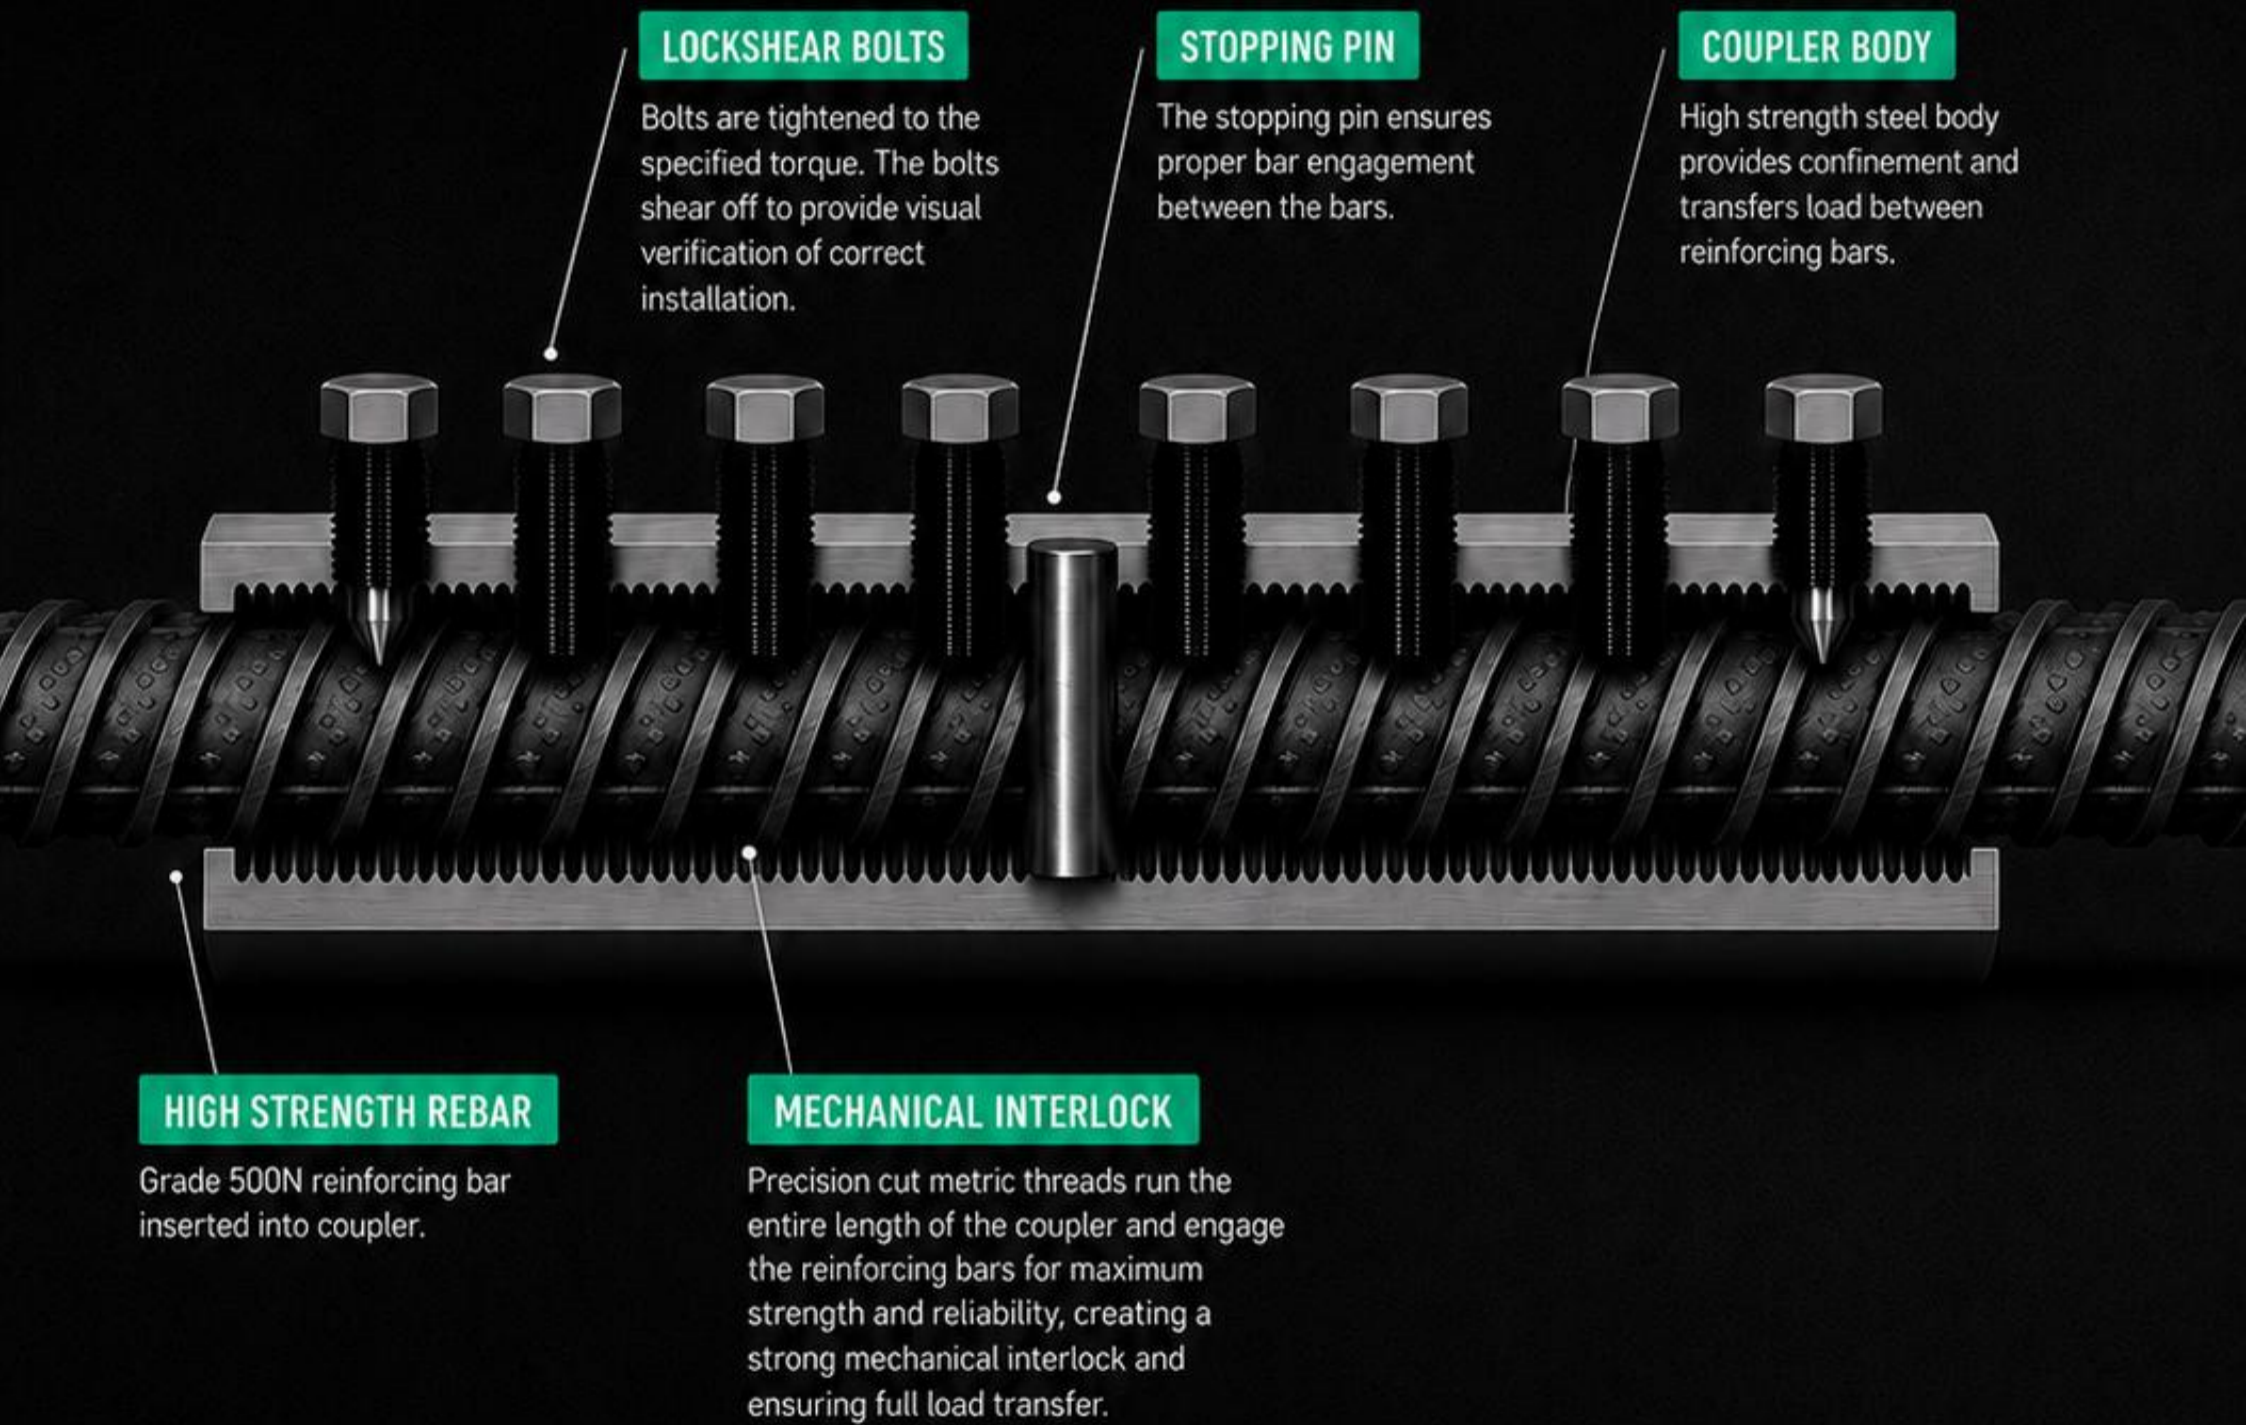 LOCKSHEAR BOLTS
Bolts are tightened to the
specified torque. The bolts
shear off to provide visual
verification of correct
installation.
STOPPING PIN
The stopping pin ensures
proper bar engagement
between the bars.
COUPLER BODY
High strength steel body
provides confinement and
transfers load between
reinforcing bars.
HIGH STRENGTH REBAR
Grade 500N reinforcing bar
inserted into coupler.
MECHANICAL INTERLOCK
Precision cut metric threads run the
entire length of the coupler and engage
the reinforcing bars for maximum
strength and reliability, creating a
strong mechanical interlock and
ensuring full load transfer.